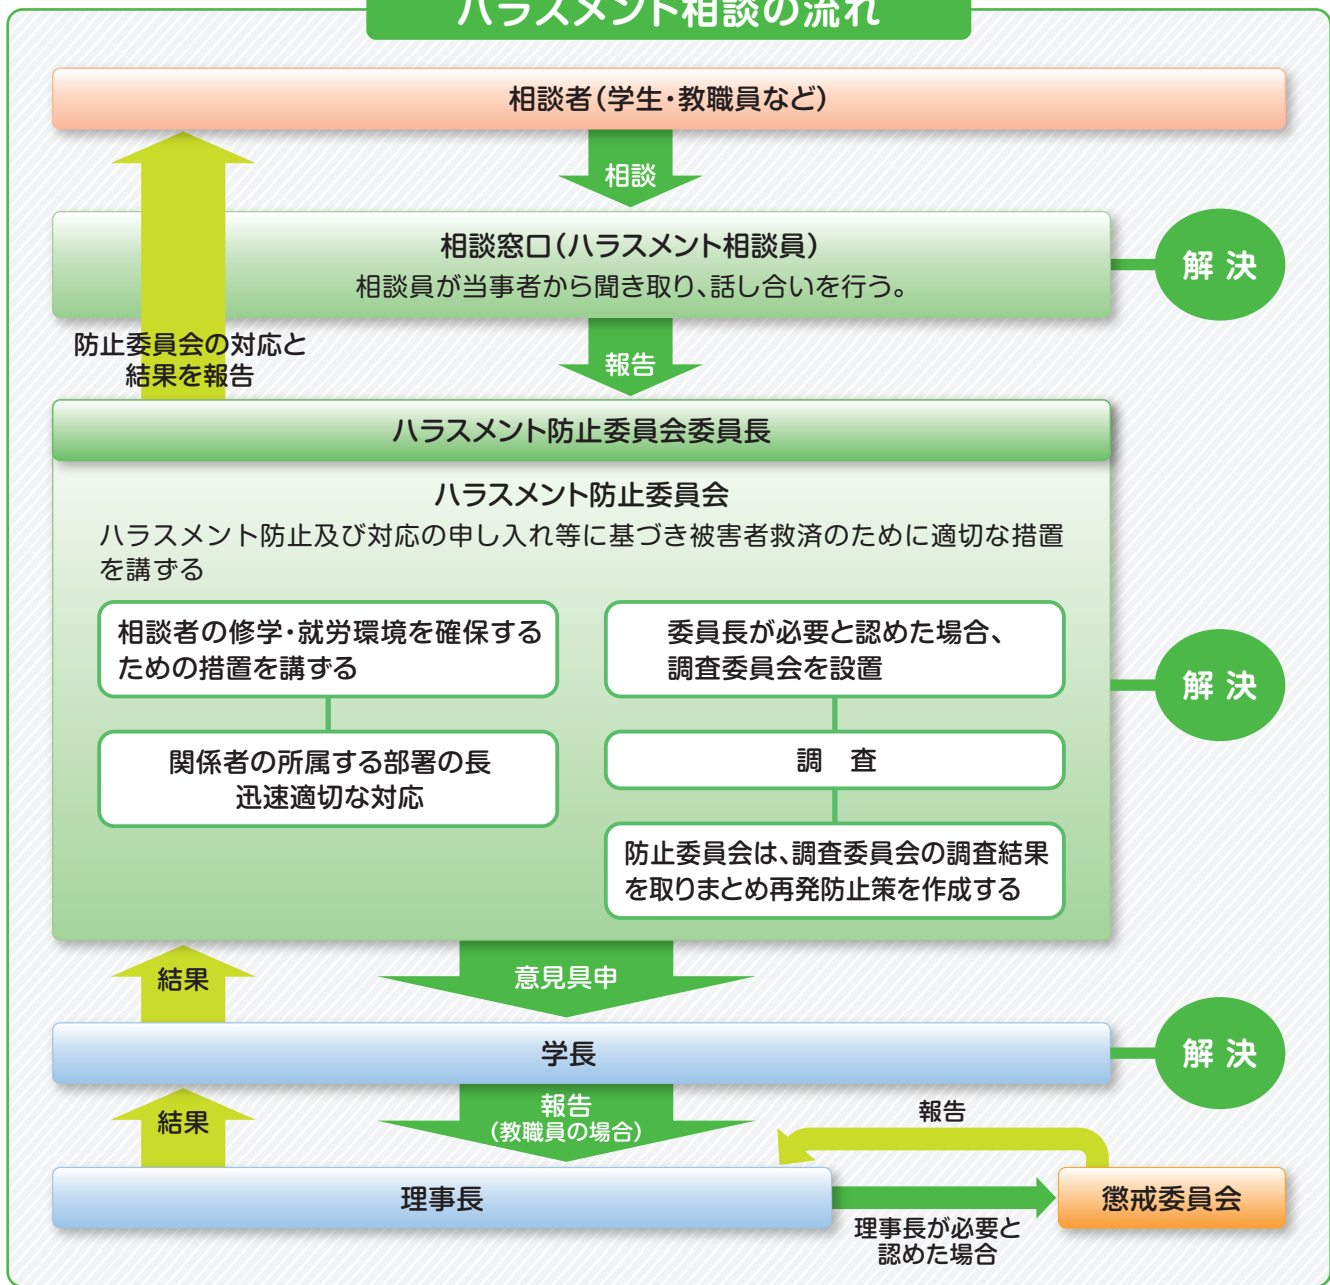 ハラスメント相談の流れ
相談者(学生・教職員など)
相談
相談窓口(ハラスメント相談員)
相談員が当事者から聞き取り、話し合いを行う。
解決
防止委員会の対応と
結果を報告
報告
ハラスメント防止委員会委員長
ハラスメント防止委員会
ハラスメント防止及び対応の申し入れ等に基づき被害者救済のために適切な措置
を講ずる
相談者の修学・就労環境を確保する
ための措置を講ずる
関係者の所属する部署の長
迅速適切な対応
委員長が必要と認めた場合、
調査委員会を設置
調　査
防止委員会は、調査委員会の調査結果
を取りまとめ再発防止策を作成する
解決
結果
意見具申
学長
解決
結果
報告
(教職員の場合)
報告
理事長
理事長が必要と
認めた場合
懲戒委員会